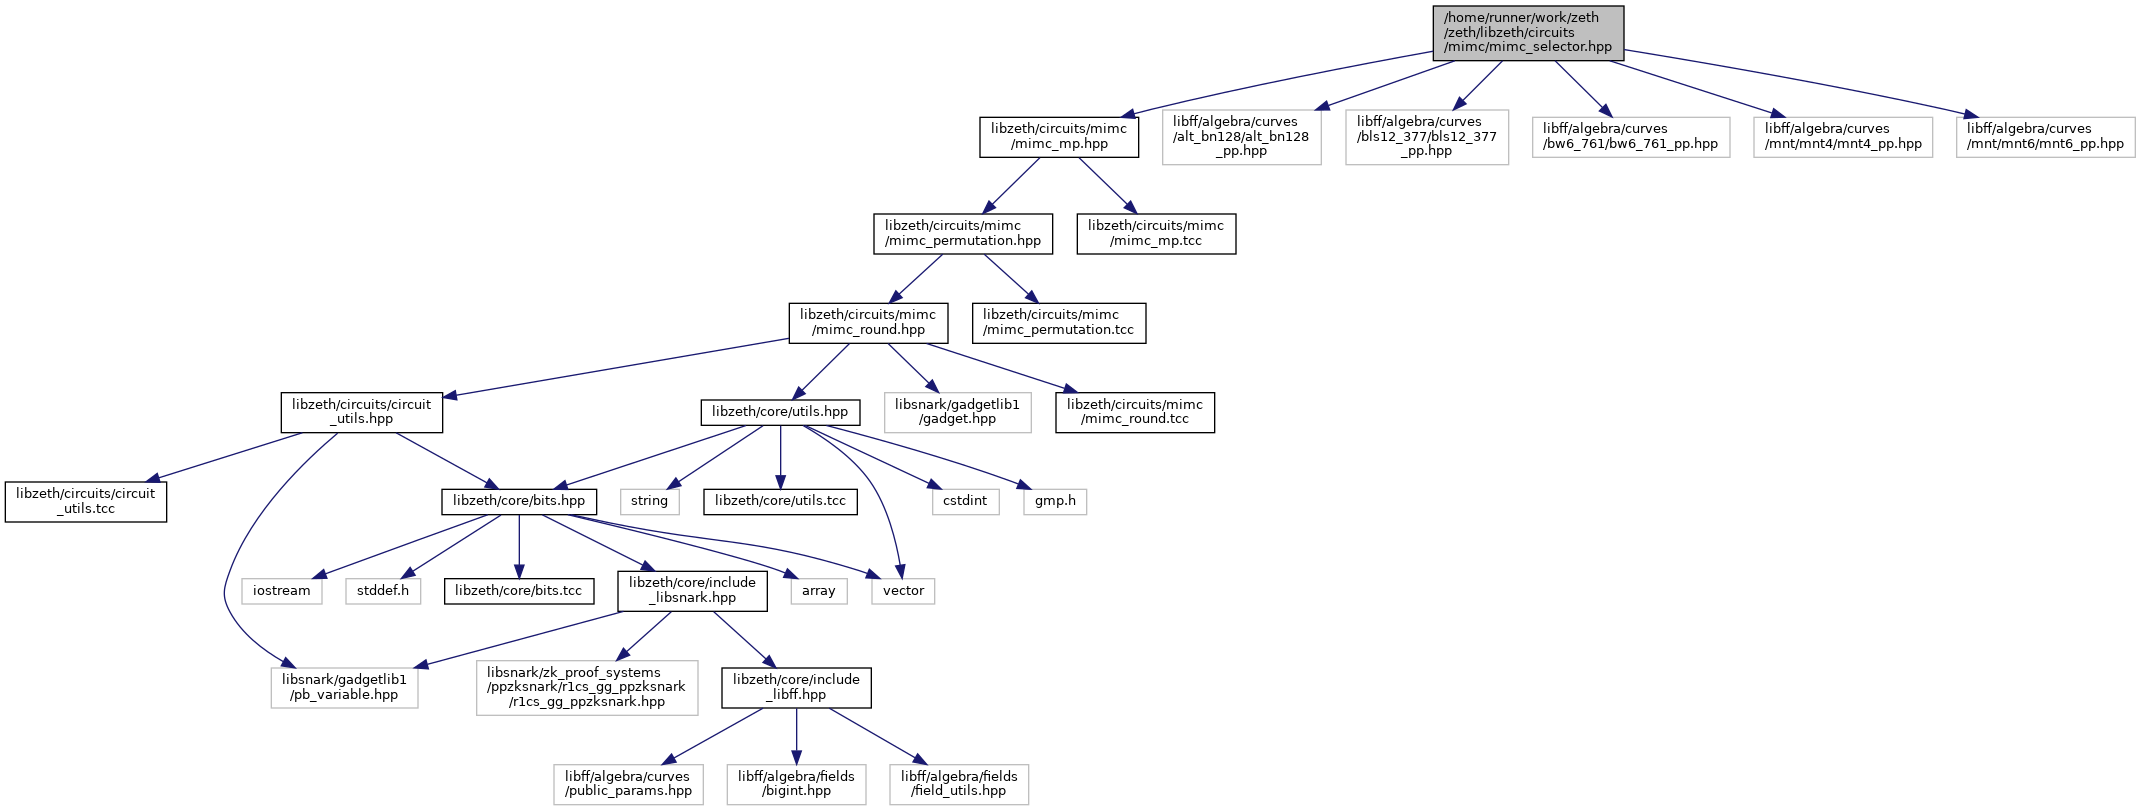 /home/runner/work/zeth
/zeth/libzeth/circuits
/mimc/mimc_selector.hpp
libzeth/circuits/mimc
/mimc_mp.hpp
libff/algebra/curves
/alt_bn128/alt_bn128
_pp.hpp
libff/algebra/curves
/bls12_377/bls12_377
_pp.hpp
libff/algebra/curves
/bw6_761/bw6_761_pp.hpp
libff/algebra/curves
/mnt/mnt4/mnt4_pp.hpp
libff/algebra/curves
/mnt/mnt6/mnt6_pp.hpp
libzeth/circuits/mimc
/mimc_permutation.hpp
libzeth/circuits/mimc
/mimc_mp.tcc
libzeth/circuits/mimc
/mimc_round.hpp
libzeth/circuits/mimc
/mimc_permutation.tcc
libzeth/circuits/circuit
_utils.hpp
libzeth/core/utils.hpp
libsnark/gadgetlib1
/gadget.hpp
libzeth/circuits/mimc
/mimc_round.tcc
libzeth/circuits/circuit
_utils.tcc
libzeth/core/bits.hpp
string
libzeth/core/utils.tcc
cstdint
gmp.h
iostream
stddef.h
libzeth/core/bits.tcc
libzeth/core/include
_libsnark.hpp
array
vector
libsnark/gadgetlib1
/pb_variable.hpp
libsnark/zk_proof_systems
/ppzksnark/r1cs_gg_ppzksnark
/r1cs_gg_ppzksnark.hpp
libzeth/core/include
_libff.hpp
libff/algebra/curves
/public_params.hpp
libff/algebra/fields
/bigint.hpp
libff/algebra/fields
/field_utils.hpp